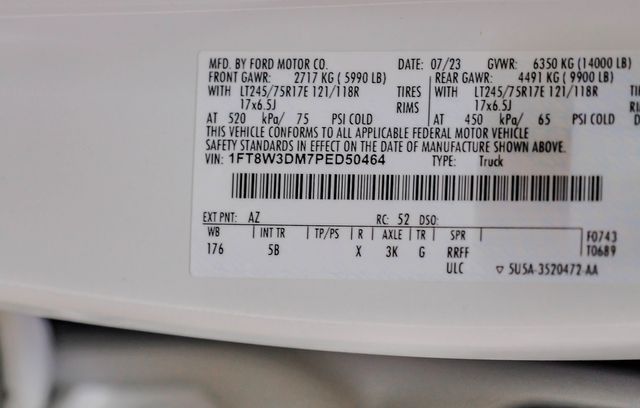 MFD. BY FORD MOTOR CO. DATE: 07/23 GVWR: 6350 KG (14000 LB)
FRONT GAWR: 2717 KG ( 5990 LB) REAR GAWR: 4491 KG ( 9900 LB)
WITH LT245/75R17E 121/118R TIRES WITH LT245/75R17E 121/118R
17x6.5J RIMS 17x6.5J
AT 520 kPa/ 75 PSI COLD AT 450 kPa/ 65 PSI COLD
THIS VEHICLE CONFORMS TO ALL APPLICABLE FEDERAL MOTOR VEHICLE
SAFETY STANDARDS IN EFFECT ON THE DATE OF MANUFACTURE SHOWN ABOVE.
VIN: 1FT8W3DM7PED50464 TYPE: Truck
EXT PNT: AZ RC: 52 DSO:
WB INT TR TP/PS R AXLE TR SPR F0743
176 5B X 3K G RRFF T0689
ULC ▽ 5U5A-3520472-AA